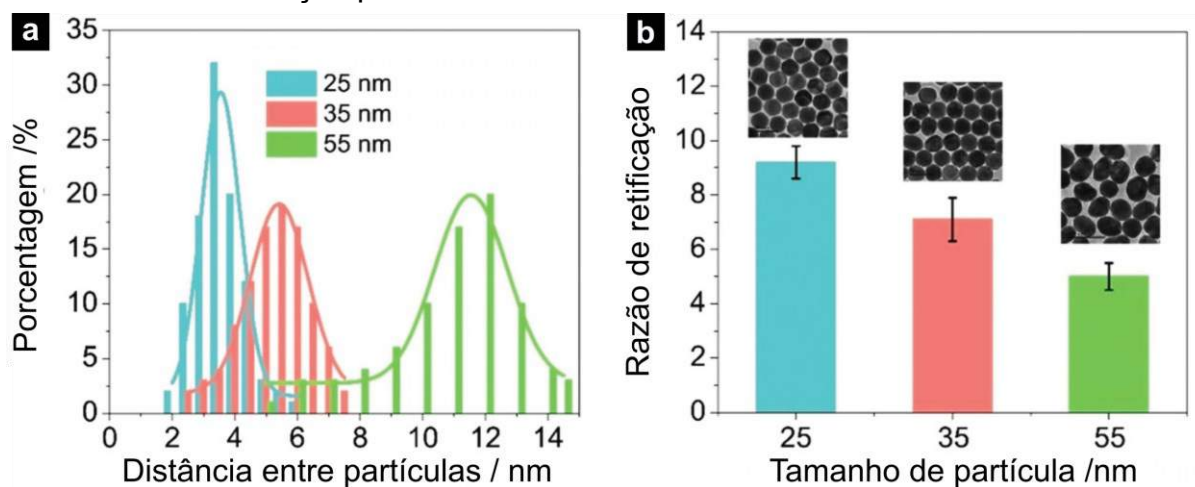 a
35
30
25
20
15
10
5
0
Porcentagem /%
25 nm
35 nm
55 nm
0 2 4 6 8 10 12 14
Distância entre partículas / nm
b
14
12
10
8
6
4
2
0
Razão de retificação
25 35 55
Tamanho de partícula /nm